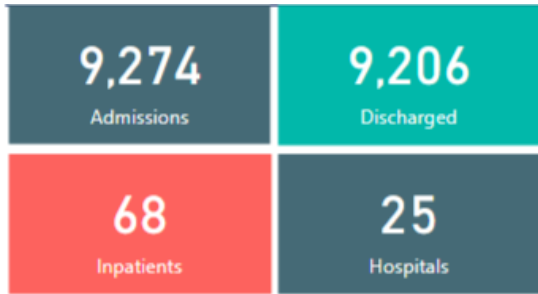 9,274
Admissions
9,206
Discharged
68
Inpatients
25
Hospitals